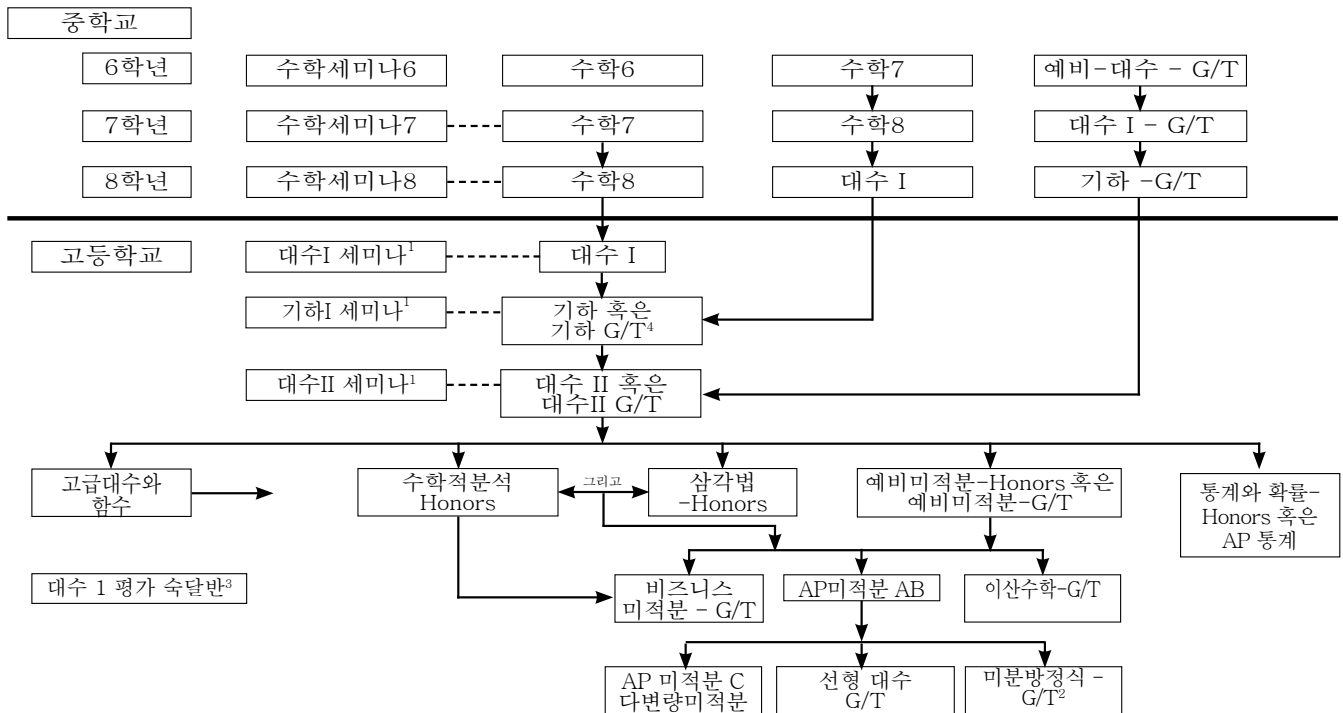 중학교
6학년
수학세미나6
수학6
수학7
예비-대수 - G/T
7학년
수학세미나7
수학7
수학8
대수 I - G/T
8학년
수학세미나8
수학8
대수 I
기하 -G/T
고등학교
대수I 세미나¹
대수 I
기하I 세미나¹
기하 혹은
기하 G/T⁴
대수II 세미나¹
대수 II 혹은
대수II G/T
고급대수와
함수
수학적분석
Honors
그리고
삼각법
-Honors
예비미적분-Honors 혹은
예비미적분-G/T
통계와 확률-
Honors 혹은
AP 통계
대수 1 평가 숙달반³
비즈니스
미적분 - G/T
AP미적분 AB
이산수학-G/T
AP 미적분 C
다변량미적분
선형 대수
G/T
미분방정식 -
G/T²